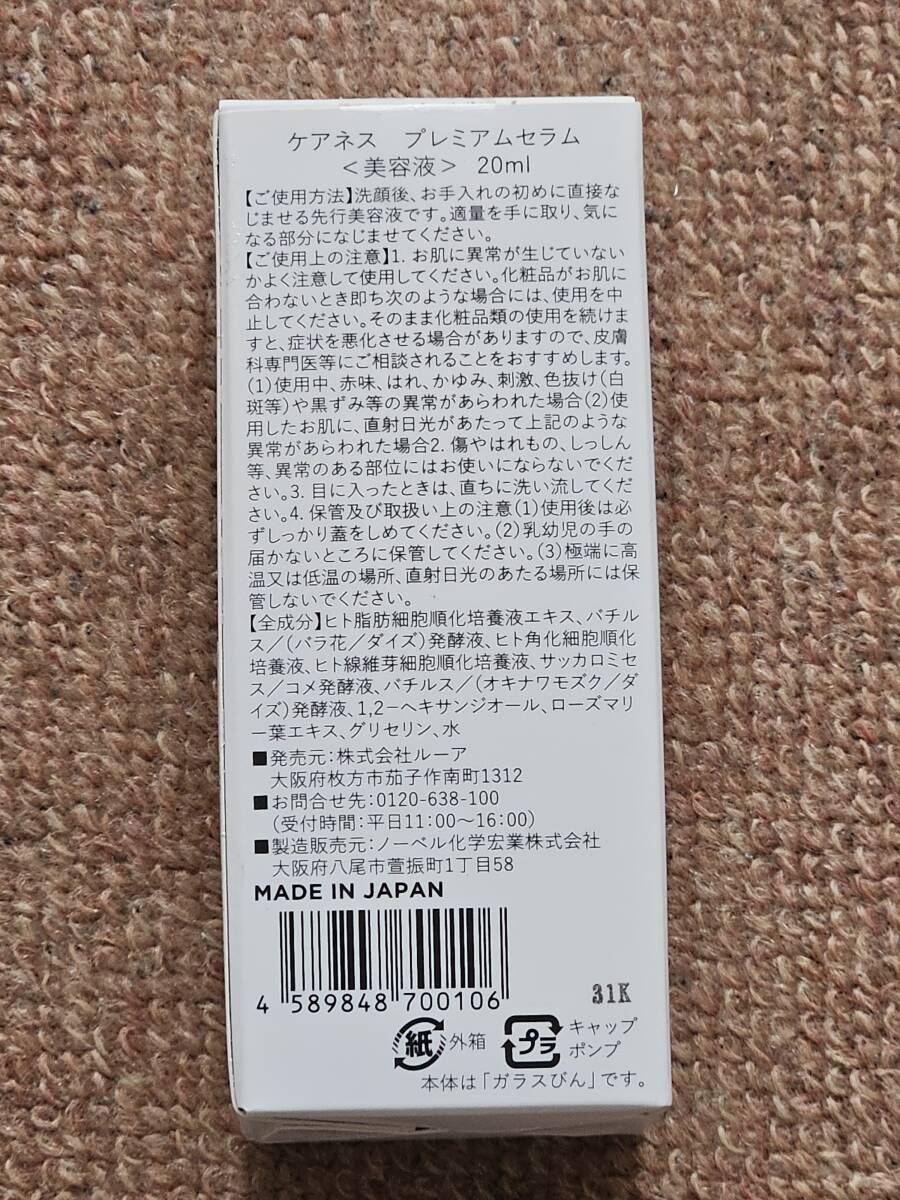 ケアネス　プレミアムセラム
＜美容液＞ 20ml
【ご使用方法】洗顔後、お手入れの初めに直接な
じませる先行美容液です。適量を手に取り、気に
なる部分になじませてください。
【ご使用上の注意】1. お肌に異常が生じていない
かよく注意して使用してください。化粧品がお肌に
合わないとき即ち次のような場合には、使用を中
止してください。そのまま化粧品類の使用を続けま
すと、症状を悪化させる場合がありますので、皮膚
科専門医等にご相談されることをおすすめします。
(1)使用中、赤味、はれ、かゆみ、刺激、色抜け(白
斑等)や黒ずみ等の異常があらわれた場合(2)使
用したお肌に、直射日光があたって上記のような
異常があらわれた場合2. 傷やはれもの、しっしん
等、異常のある部位にはお使いにならないでくだ
さい。3. 目に入ったときは、直ちに洗い流してくだ
さい。4. 保管及び取扱い上の注意(1)使用後は必
ずしっかり蓋をしめてください。(2)乳幼児の手の
届かないところに保管してください。(3)極端に高
温又は低温の場所、直射日光のあたる場所には保
管しないでください。
【全成分】ヒト脂肪細胞順化培養液エキス、バチル
ス／(バラ花／ダイズ)発酵液、ヒト角化細胞順化
培養液、ヒト線維芽細胞順化培養液、サッカロミセ
ス／コメ発酵液、バチルス／(オキナワモズク／ダ
イズ)発酵液、1,2−ヘキサンジオール、ローズマリ
ー葉エキス、グリセリン、水
■発売元：株式会社ルーア
大阪府枚方市茄子作南町1312
■お問合せ先：0120-638-100
(受付時間：平日11:00〜16:00)
■製造販売元：ノーベル化学宏業株式会社
大阪府八尾市萱振町1丁目58
MADE IN JAPAN
4 589848 700106
31K
紙 外箱
プラ キャップ
ポンプ
本体は「ガラスびん」です。